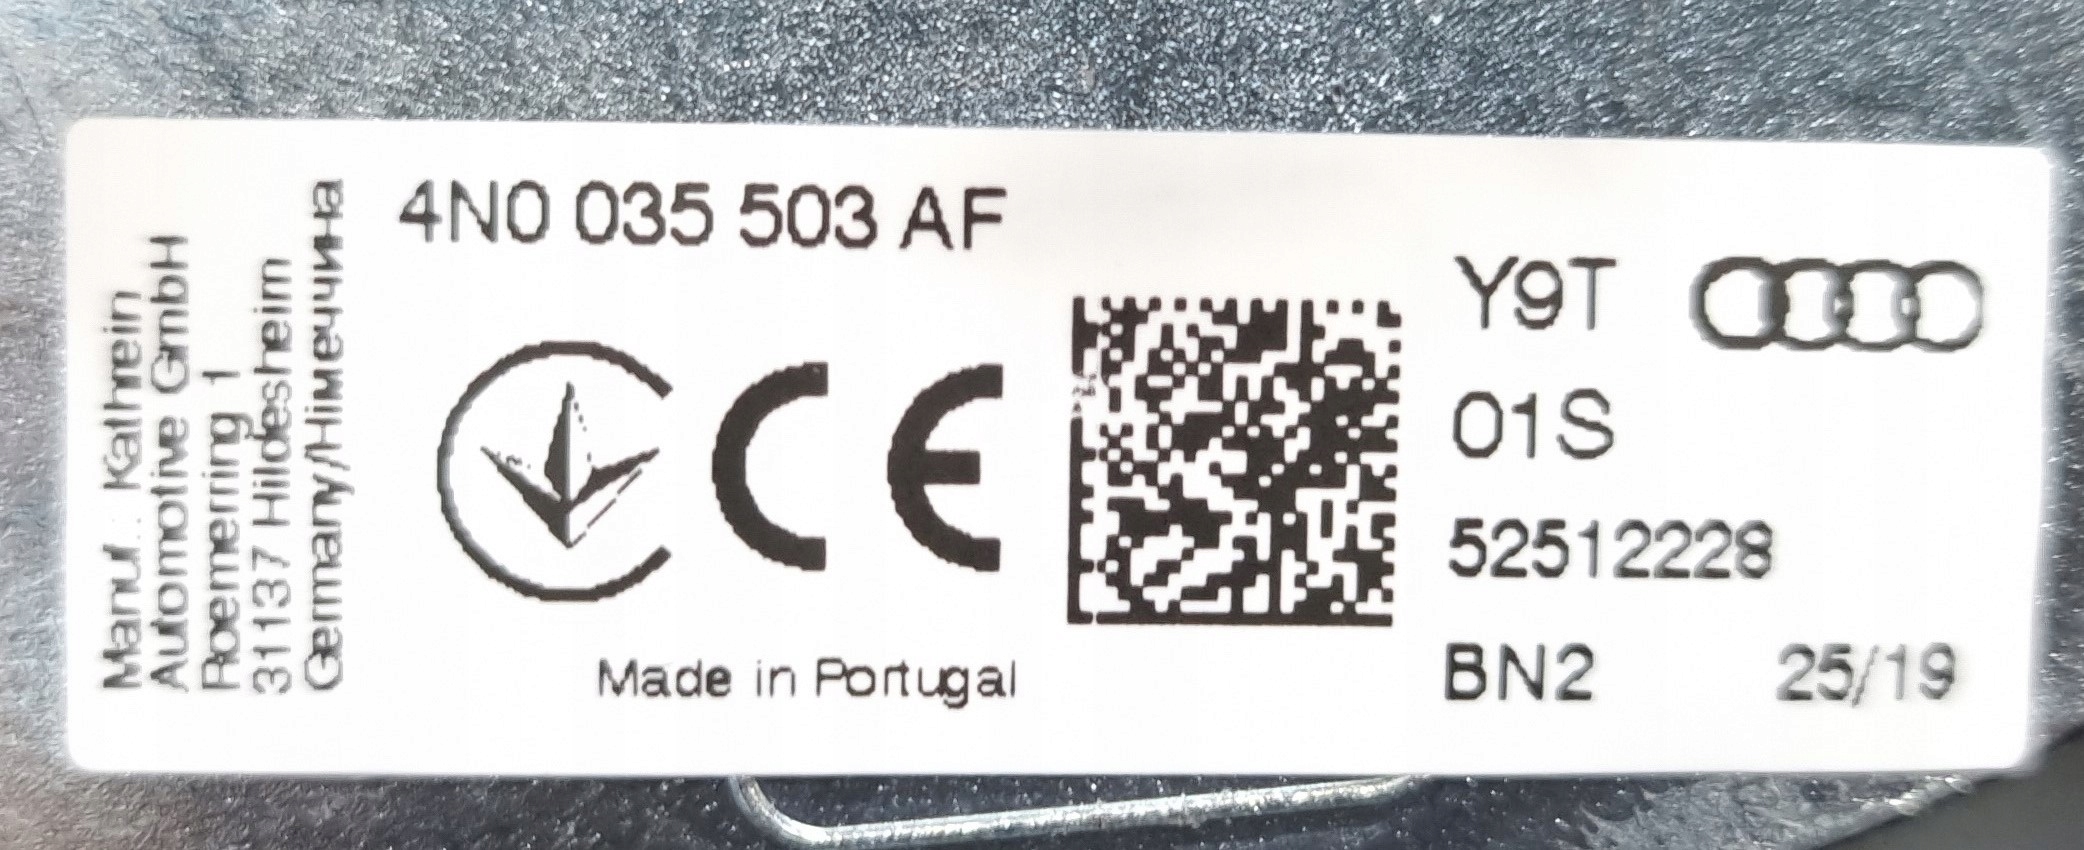 Manuf.: Kathrein
Automotive GmbH
Roemerring 1
31137 Hildesheim
Germany/Німеччина
4N0 035 503 AF
CE
Made in Portugal
Y9T
01S
52512228
BN2 25/19